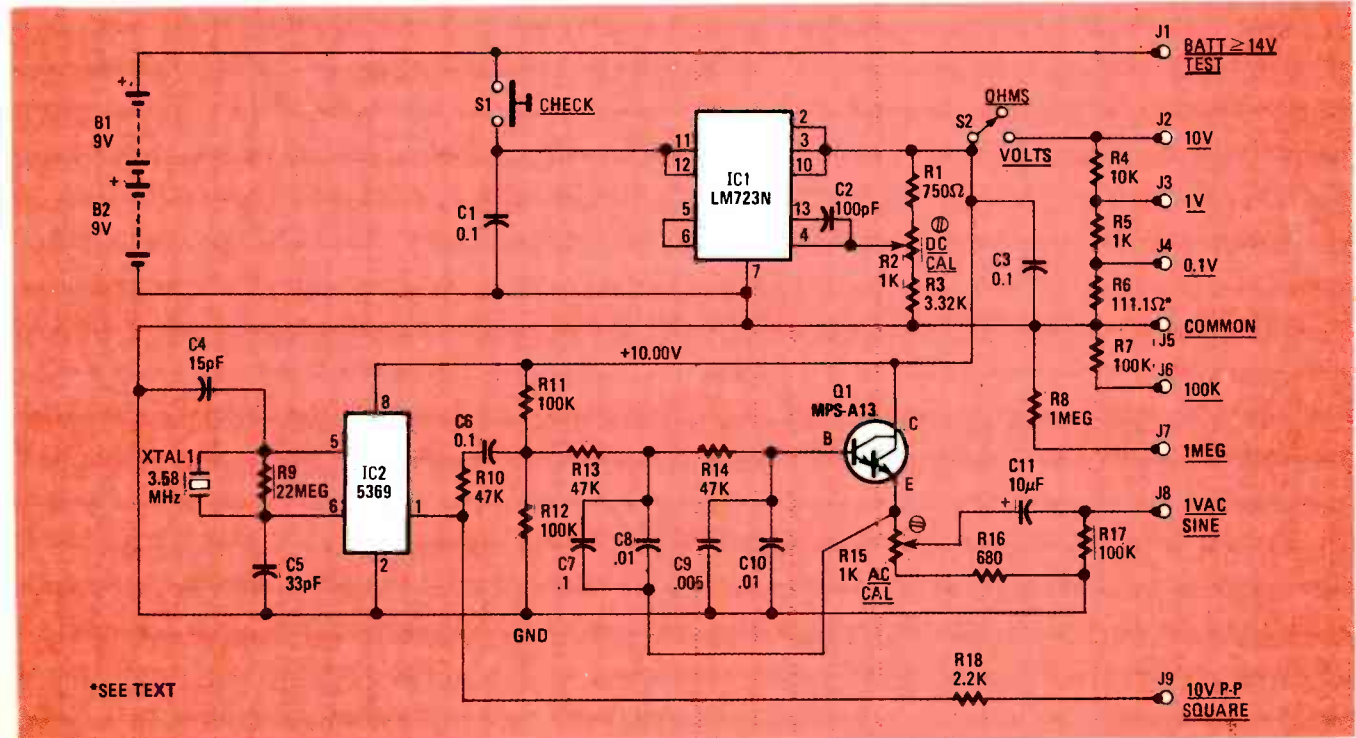 J1
BATT ≥ 14V
TEST
+
B1
9V
+
B2
9V
S1
CHECK
C1
0.1
11
12
5
6
IC1
LM723N
2
3
10
13
4
7
C2
100pF
R1
750Ω
R2
1K
DC
CAL
R3
3.32K
S2
OHMS
VOLTS
C3
0.1
J2
10V
R4
10K
J3
1V
R5
1K
J4
0.1V
R6
111.1Ω*
COMMON
J5
R7
100K
J6
100K
R8
1MEG
J7
1MEG
C4
15pF
XTAL1
3.58
MHz
R9
22MEG
C5
33pF
5
6
8
IC2
5369
1
2
+10.00V
C6
0.1
R10
47K
R11
100K
R12
100K
R13
47K
R14
47K
C7
.1
C8
.01
C9
.005
C10
.01
Q1
MPS-A13
B
C
E
R15
1K
AC
CAL
C11
10μF
+
R16
680
R17
100K
J8
1VAC
SINE
GND
R18
2.2K
J9
10V P-P
SQUARE
*SEE TEXT